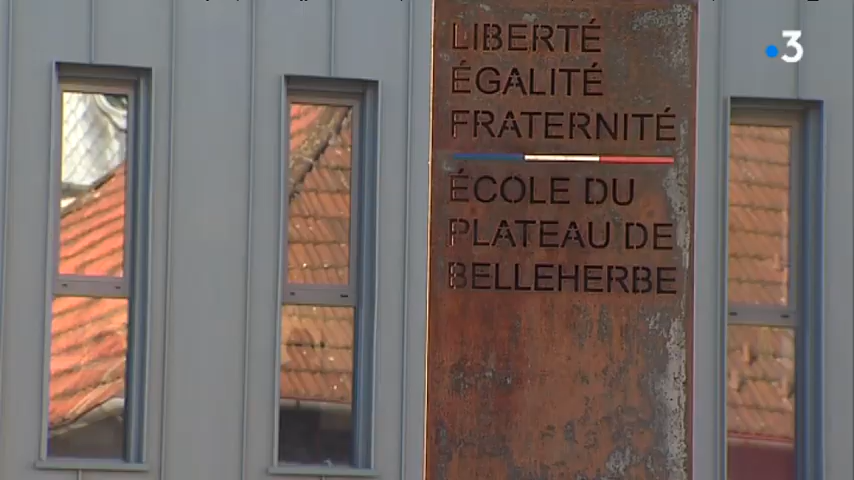 LIBERTÉ
ÉGALITÉ
FRATERNITÉ
ÉCOLE DU
PLATEAU DE
BELLEHERBE
3